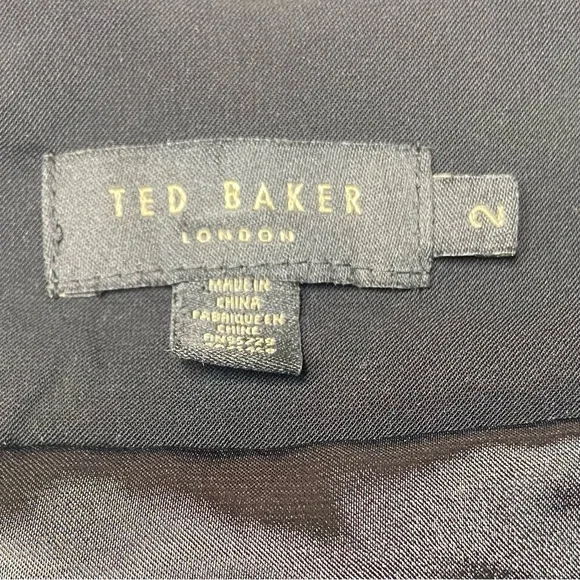 TED BAKER
LONDON
2
MADE IN
CHINA
FABRIQUE EN
CHINE